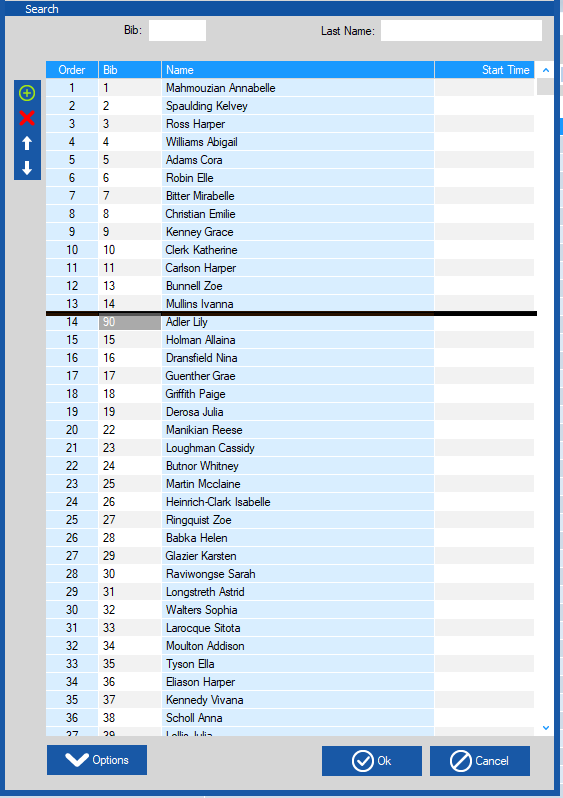 Search
Bib: Last Name:
Order Bib Name Start Time
1 1 Mahmouzian Annabelle
2 2 Spaulding Kelvey
3 3 Ross Harper
4 4 Williams Abigail
5 5 Adams Cora
6 6 Robin Elle
7 7 Bitter Mirabelle
8 8 Christian Emilie
9 9 Kenney Grace
10 10 Clerk Katherine
11 11 Carlson Harper
12 13 Bunnell Zoe
13 14 Mullins Ivanna
14 90 Adler Lily
15 15 Holman Allaina
16 16 Dransfield Nina
17 17 Guenther Grae
18 18 Griffith Paige
19 19 Derosa Julia
20 22 Manikian Reese
21 23 Loughman Cassidy
22 24 Butnor Whitney
23 25 Martin Mcclaine
24 26 Heinrich-Clark Isabelle
25 27 Ringquist Zoe
26 28 Babka Helen
27 29 Glazier Karsten
28 30 Raviwongse Sarah
29 31 Longstreth Astrid
30 32 Walters Sophia
31 33 Larocque Sitota
32 34 Moulton Addison
33 35 Tyson Ella
34 36 Eliason Harper
35 37 Kennedy Vivana
36 38 Scholl Anna
37 39 Julia
Options Ok Cancel